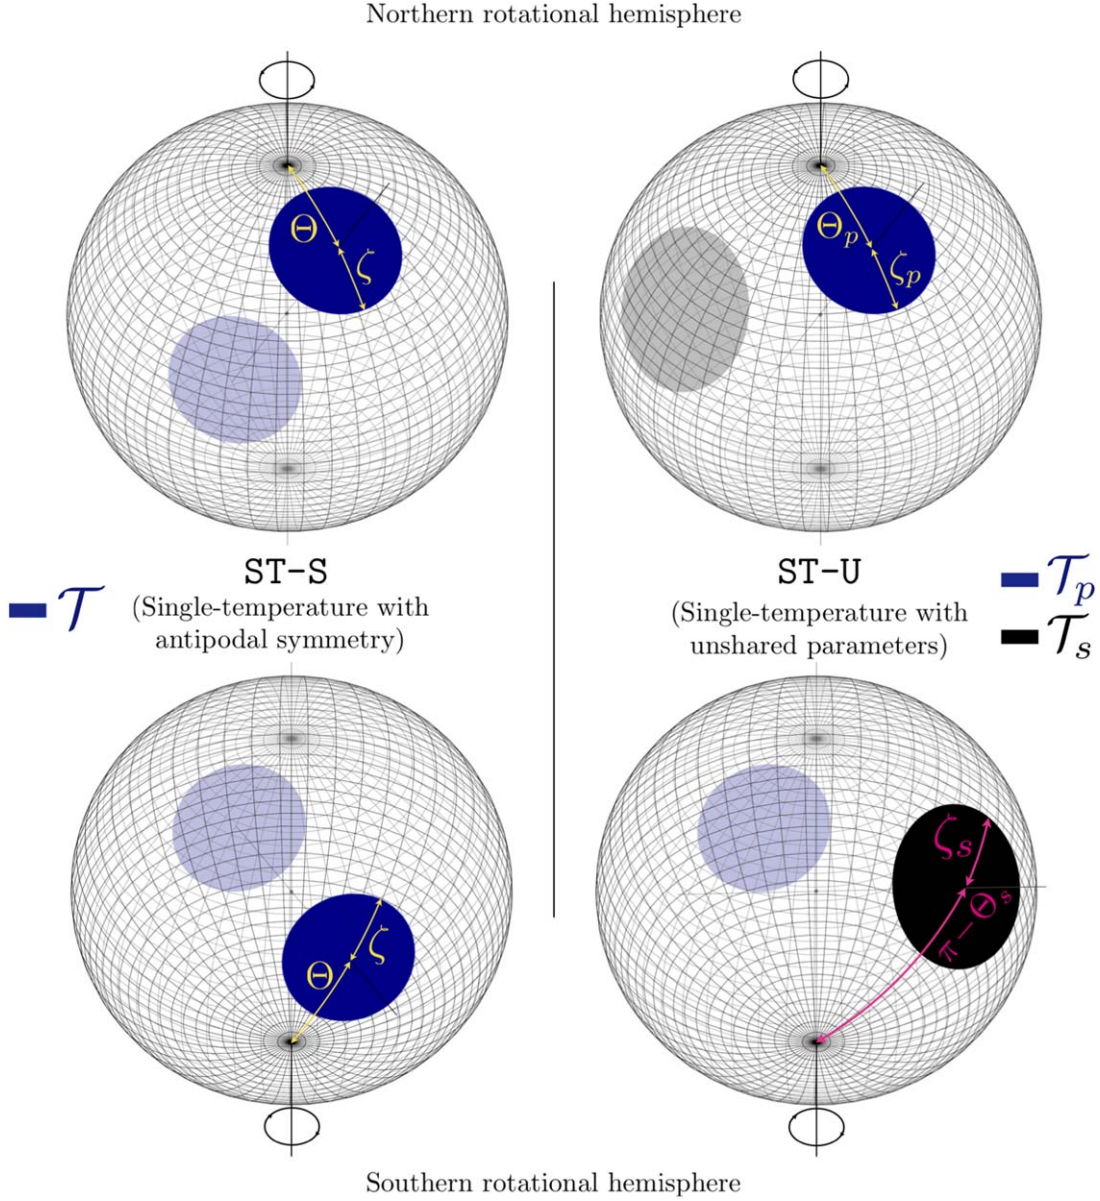 Northern rotational hemisphere
Θ
ζ
Θₚ
ζₚ
ST-S
(Single-temperature with
antipodal symmetry)
𝒯
ST-U
(Single-temperature with
unshared parameters)
𝒯ₚ
𝒯ₛ
ζ
Θ
ζₛ
π−Θₛ
Southern rotational hemisphere